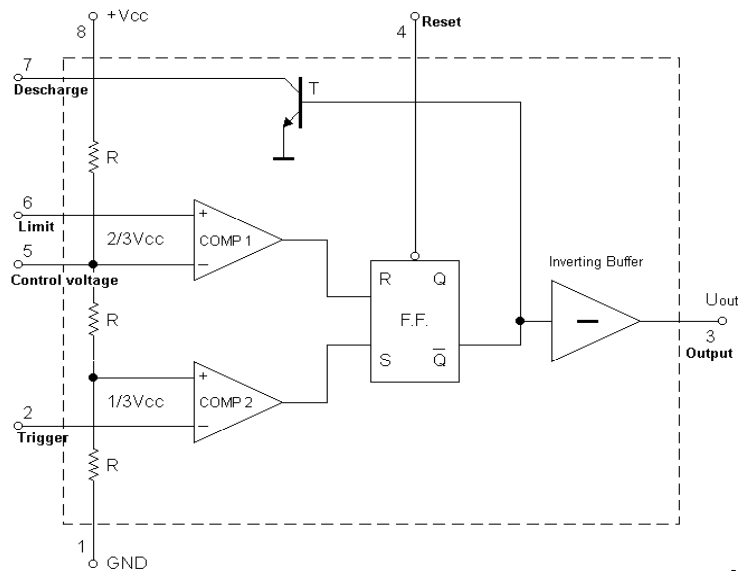 +Vcc
8
4
Reset
7
Descharge
T
R
6
Limit
5
Control voltage
2/3Vcc
+
COMP 1
−
R
R Q
F.F.
S Q̅
Inverting Buffer
Uout
3
Output
1/3Vcc
+
COMP 2
−
2
Trigger
R
1
GND